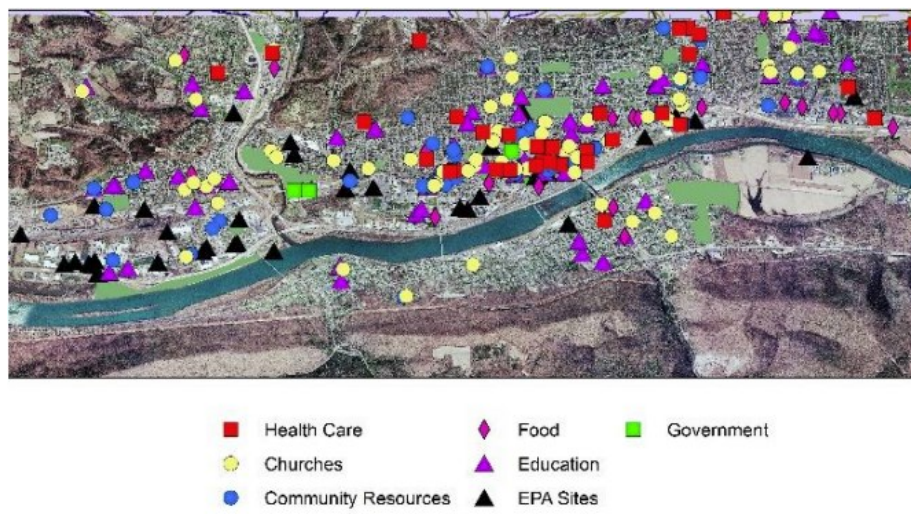 Health Care
Food
Government
Churches
Education
Community Resources
EPA Sites